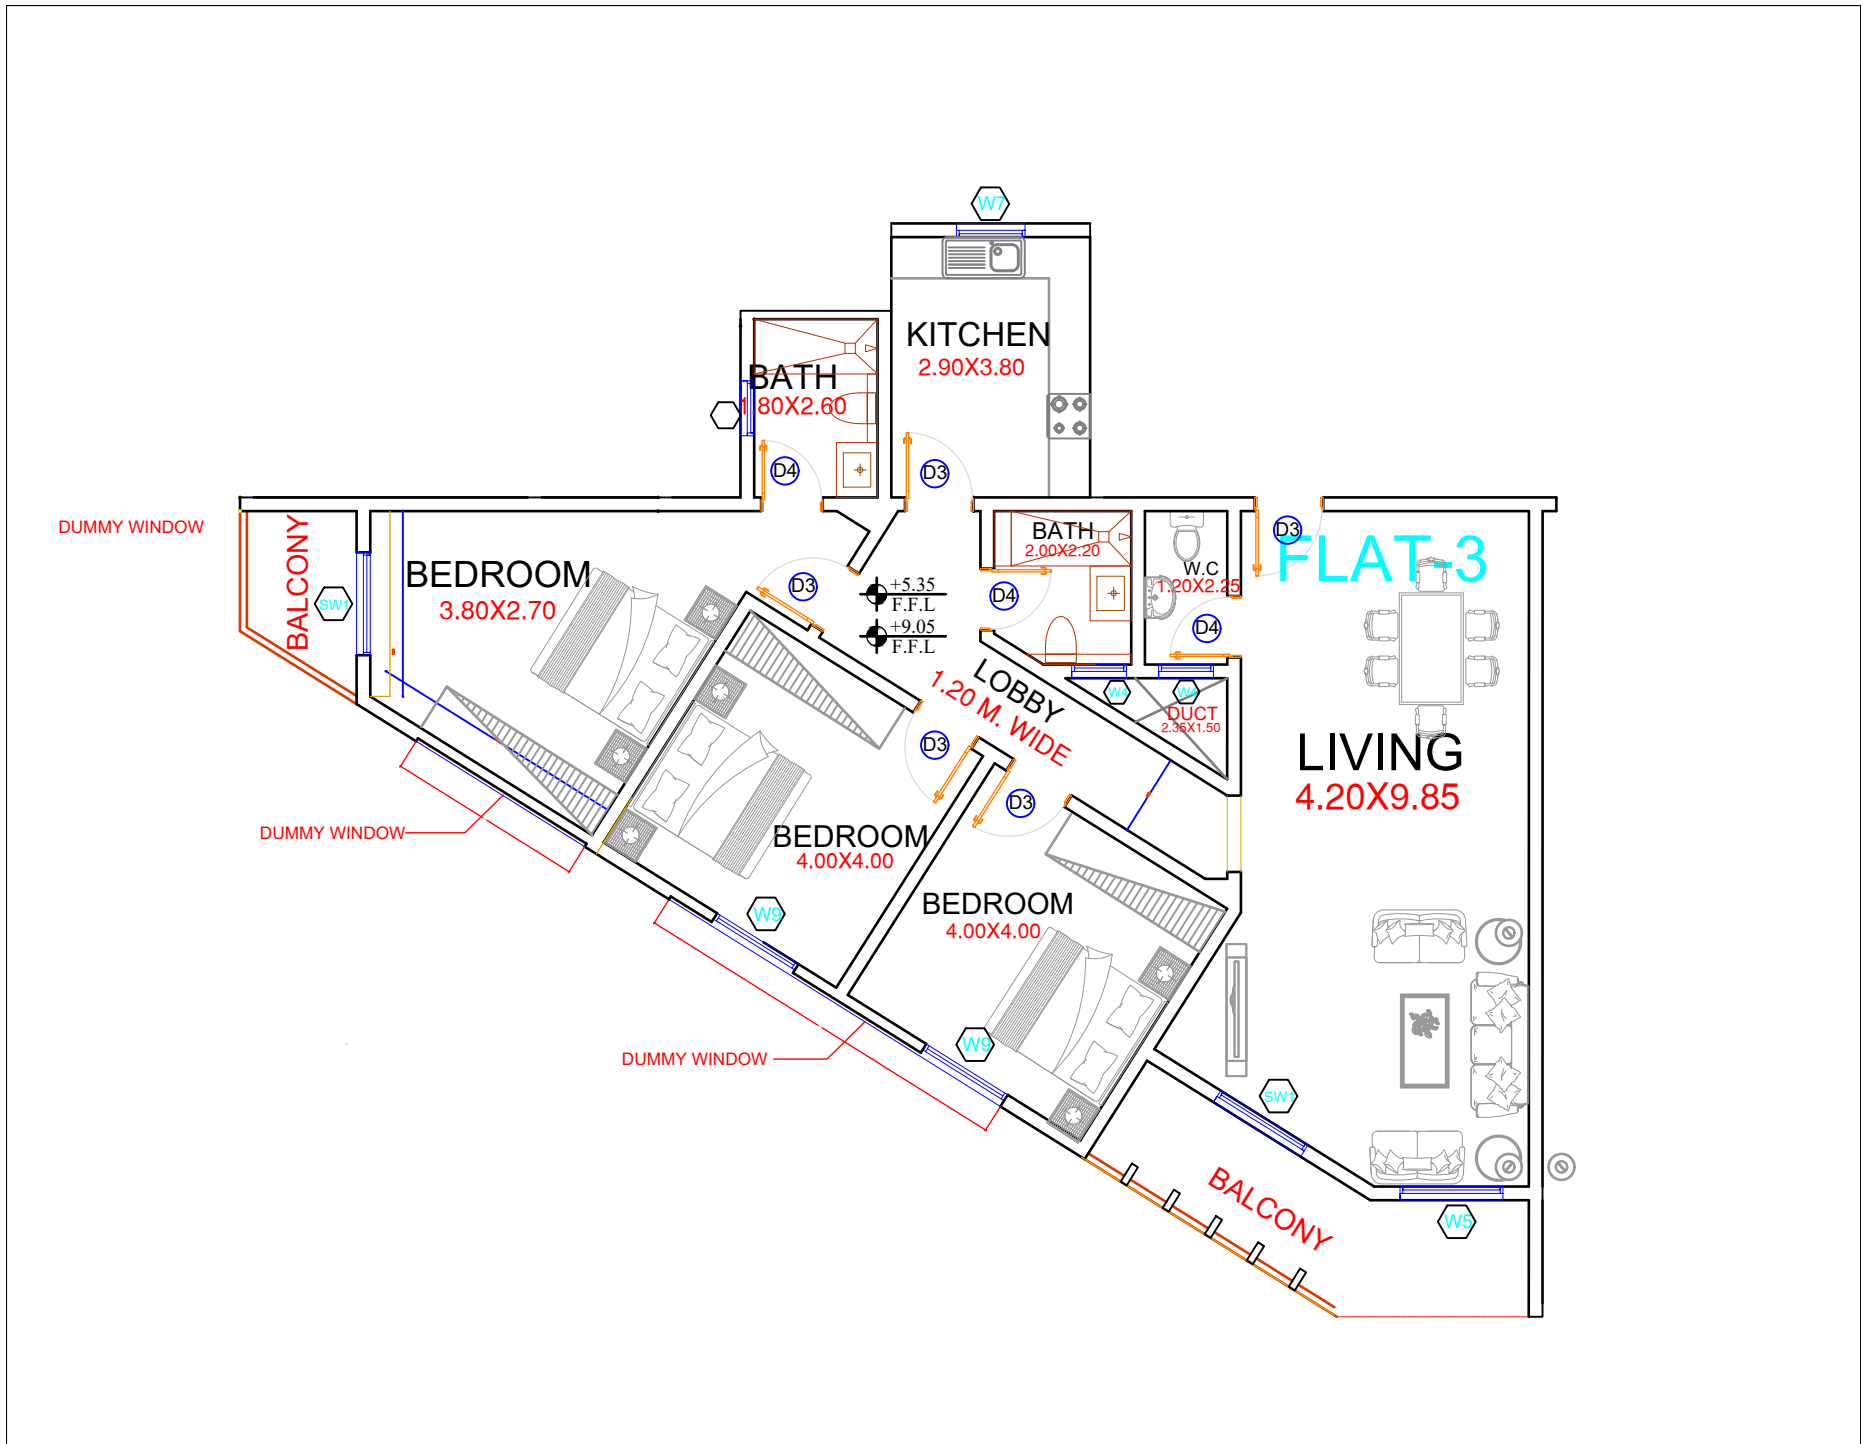 W7
KITCHEN
2.90X3.80
BATH
1.80X2.60
D4
D3
DUMMY WINDOW
BALCONY
SW1
BEDROOM
3.80X2.70
D3
+5.35
F.F.L
+9.05
F.F.L
BATH
2.00X2.20
D4
W.C
1.20X2.25
D4
D3
FLAT-3
LOBBY
1.20 M. WIDE
W4
W4
DUCT
2.35X1.50
LIVING
4.20X9.85
D3
D3
DUMMY WINDOW
BEDROOM
4.00X4.00
W9
BEDROOM
4.00X4.00
W9
DUMMY WINDOW
SW1
BALCONY
W5